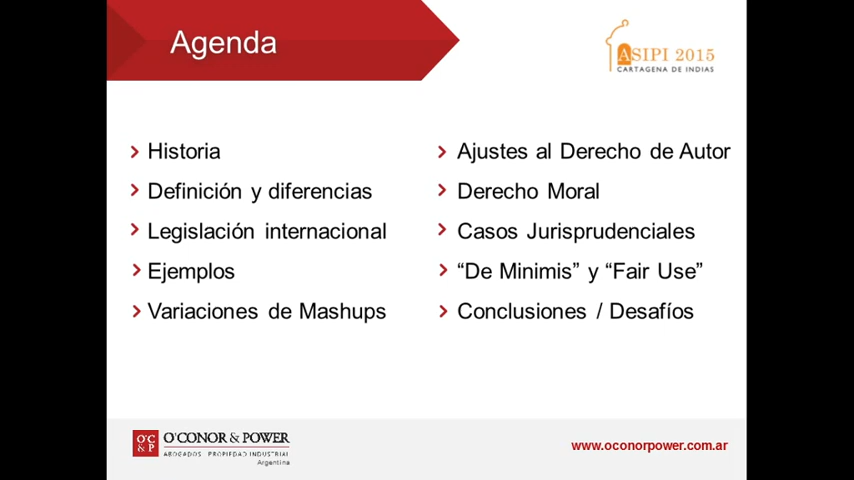 Agenda
ASIPI 2015
CARTAGENA DE INDIAS
Historia
Definición y diferencias
Legislación internacional
Ejemplos
Variaciones de Mashups
Ajustes al Derecho de Autor
Derecho Moral
Casos Jurisprudenciales
“De Minimis” y “Fair Use”
Conclusiones / Desafíos
O'C
& P
O'CONOR & POWER
ABOGADOS · PROPIEDAD INDUSTRIAL
Argentina
www.oconorpower.com.ar